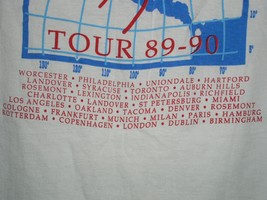 TOUR 89-90
WORCESTER • PHILADELPHIA • UNIONDALE • HARTFORD
LANDOVER • SYRACUSE • TORONTO • AUBURN HILLS
ROSEMONT • LEXINGTON • INDIANAPOLIS • RICHFIELD
CHARLOTTE • LANDOVER • ST PETERSBURG • MIAMI
LOS ANGELES • OAKLAND • TACOMA • DENVER • ROSEMONT
COLOGNE • FRANKFURT • MUNICH • MILAN • PARIS • HAMBURG
ROTTERDAM • COPENHAGEN • LONDON • DUBLIN • BIRMINGHAM